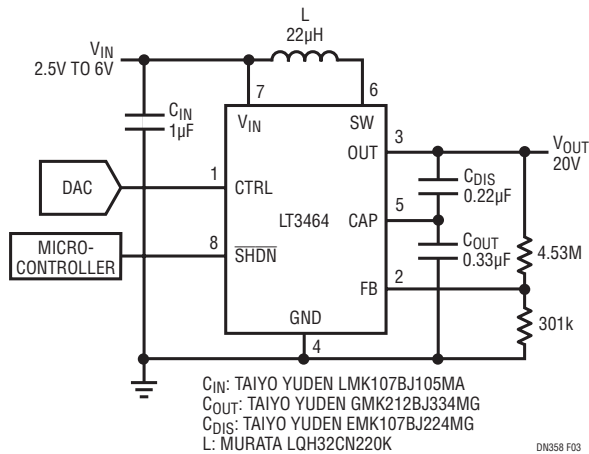 L
22µH
VIN
2.5V TO 6V
7
6
CIN
1µF
VIN
SW
3
OUT
VOUT
20V
DAC
1
CTRL
CDIS
0.22µF
LT3464
CAP
5
MICRO-
CONTROLLER
8
SHDN
COUT
0.33µF
4.53M
FB
2
GND
4
301k
CIN: TAIYO YUDEN LMK107BJ105MA
COUT: TAIYO YUDEN GMK212BJ334MG
CDIS: TAIYO YUDEN EMK107BJ224MG
L: MURATA LQH32CN220K
DN358 F03